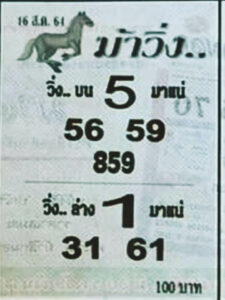 16 ส.ค. 64
ม้าวิ่ง..
วิ่ง.. บน 5 มาแน่
56 59
859
วิ่ง.. ล่าง 1 มาแน่
31 61
100 บาท